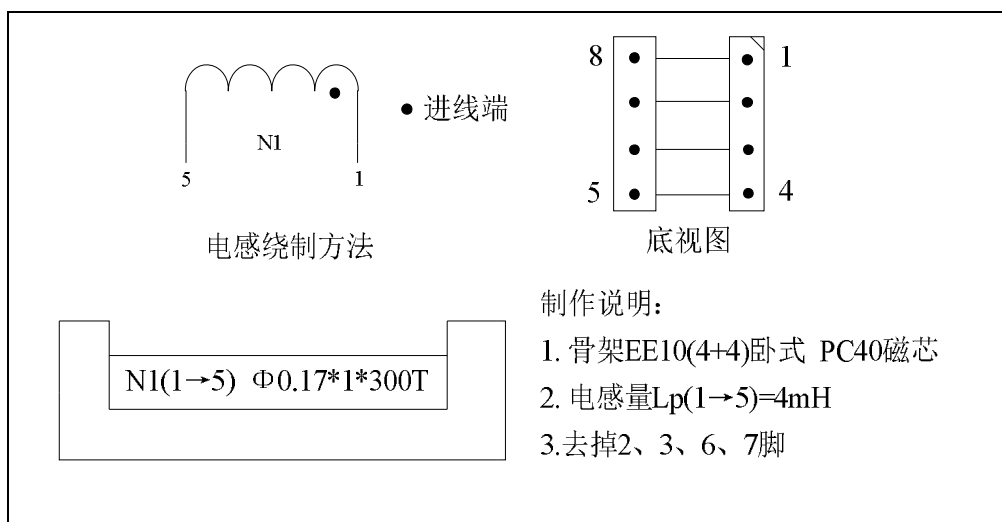 N1
5
1
● 进线端
电感绕制方法
8
1
5
4
底视图
N1(1→5) Φ0.17*1*300T
制作说明:
1. 骨架EE10(4+4)卧式 PC40磁芯
2. 电感量Lp(1→5)=4mH
3.去掉2、3、6、7脚